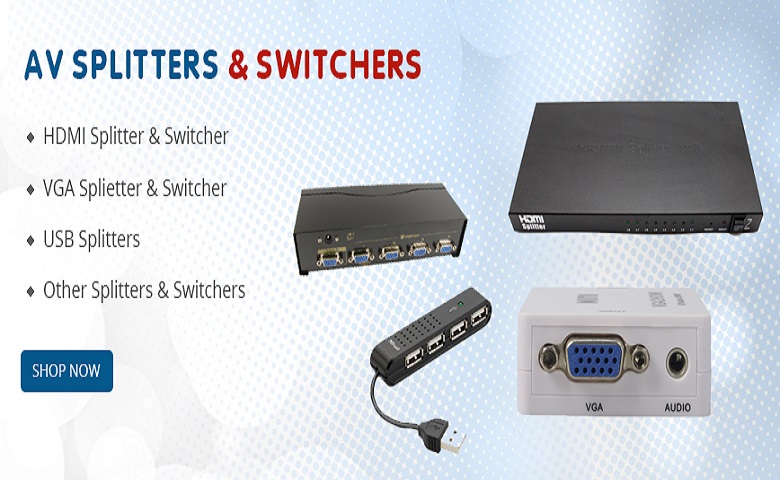 AV SPLITTERS & SWITCHERS
HDMI Splitter & Switcher
VGA Splietter & Switcher
USB Splitters
Other Splitters & Switchers
SHOP NOW
HDMI
Splitter
VGA
AUDIO